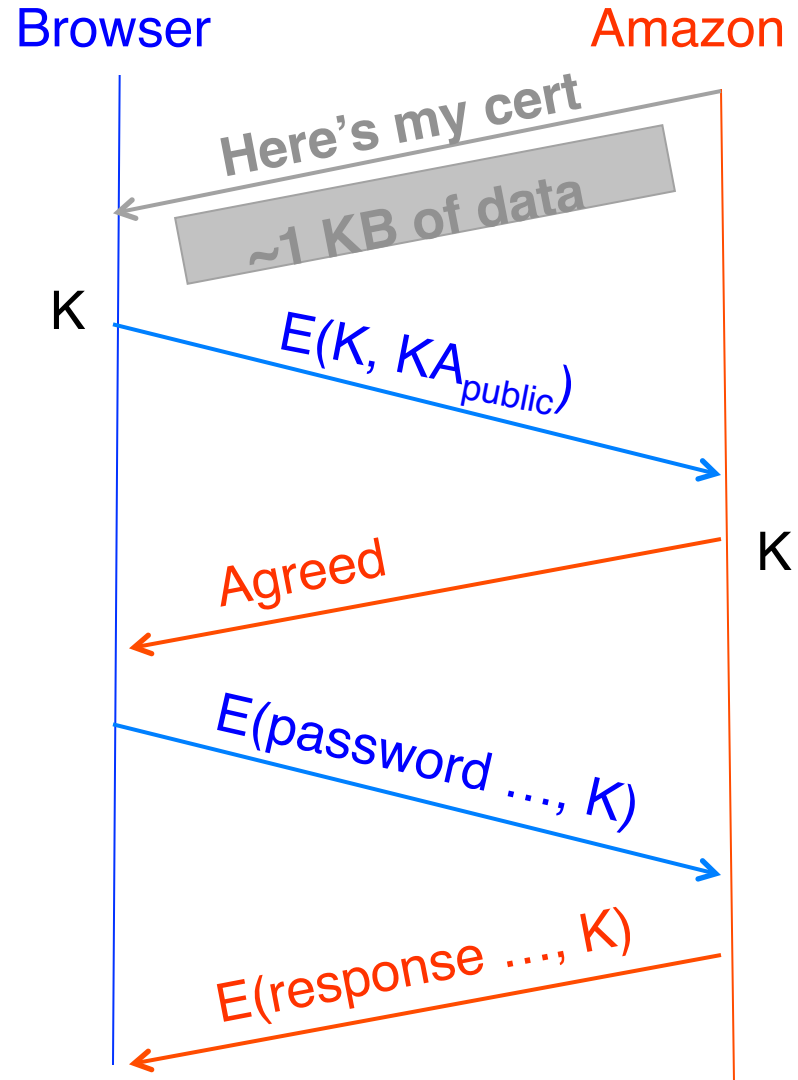 Browser
Amazon
Here’s my cert
~1 KB of data
K
E(K, KApublic)
Agreed
K
E(password …, K)
E(response …, K)